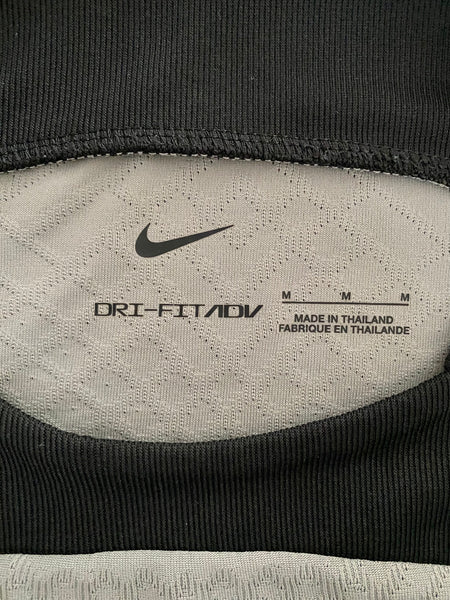 DRI-FIT ADV
M M M
MADE IN THAILAND
FABRIQUE EN THAILANDE